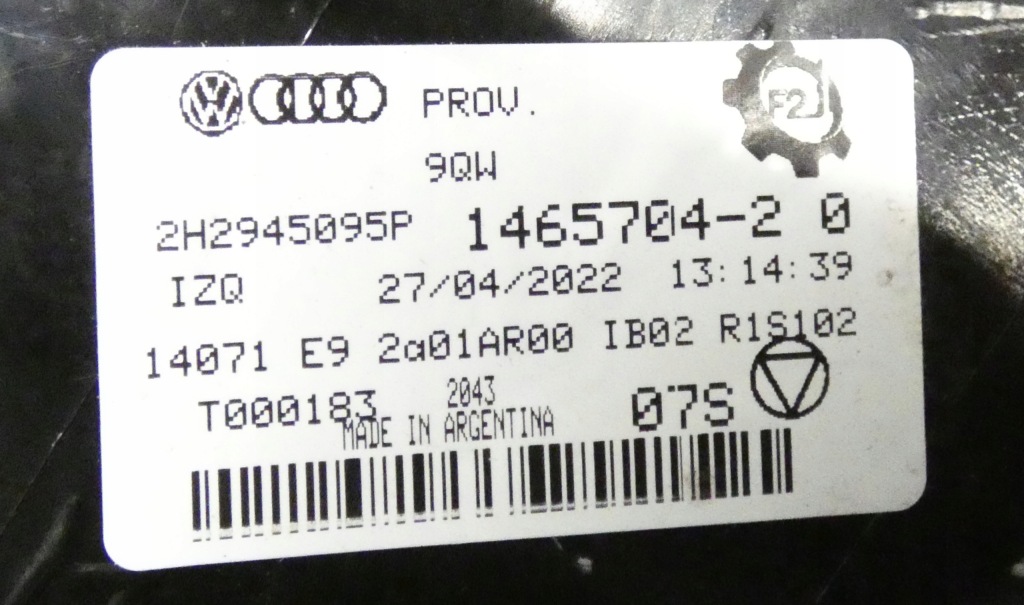 PROV.
F2J
9QW
2H2945095P 1465704-2 0
IZQ 27/04/2022 13:14:39
14071 E9 2a01AR00 IB02 R1S102
T000183 2043 07S
MADE IN ARGENTINA